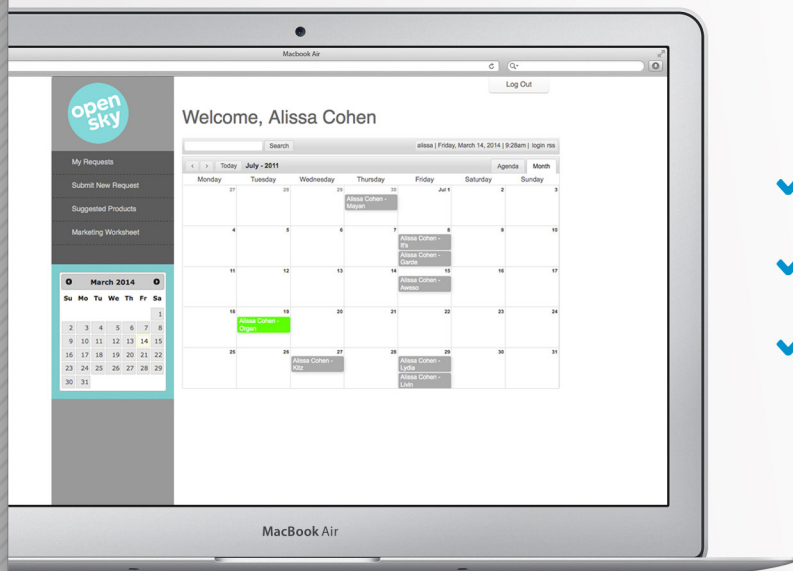 Macbook Air
Log Out
open
sky
Welcome, Alissa Cohen
Search
alissa | Friday, March 14, 2014 | 9:28am | login rss
My Requests
Submit New Request
Suggested Products
Marketing Worksheet
Today July - 2011 Agenda Month
Monday Tuesday Wednesday Thursday Friday Saturday Sunday
27 28 29 30 Jul 1 2 3
Alissa Cohen -
Mayan
4 5 6 7 8 9 10
Alissa Cohen -
It's
Alissa Cohen -
Garde
11 12 13 14 15 16 17
Alissa Cohen -
Aweso
18 19 20 21 22 23 24
Alissa Cohen -
Organ
25 26 27 28 29 30 31
Alissa Cohen -
Kitz
Alissa Cohen -
Lydia
Alissa Cohen -
Livin
March 2014
Su Mo Tu We Th Fr Sa
1
2 3 4 5 6 7 8
9 10 11 12 13 14 15
16 17 18 19 20 21 22
23 24 25 26 27 28 29
30 31
MacBook Air